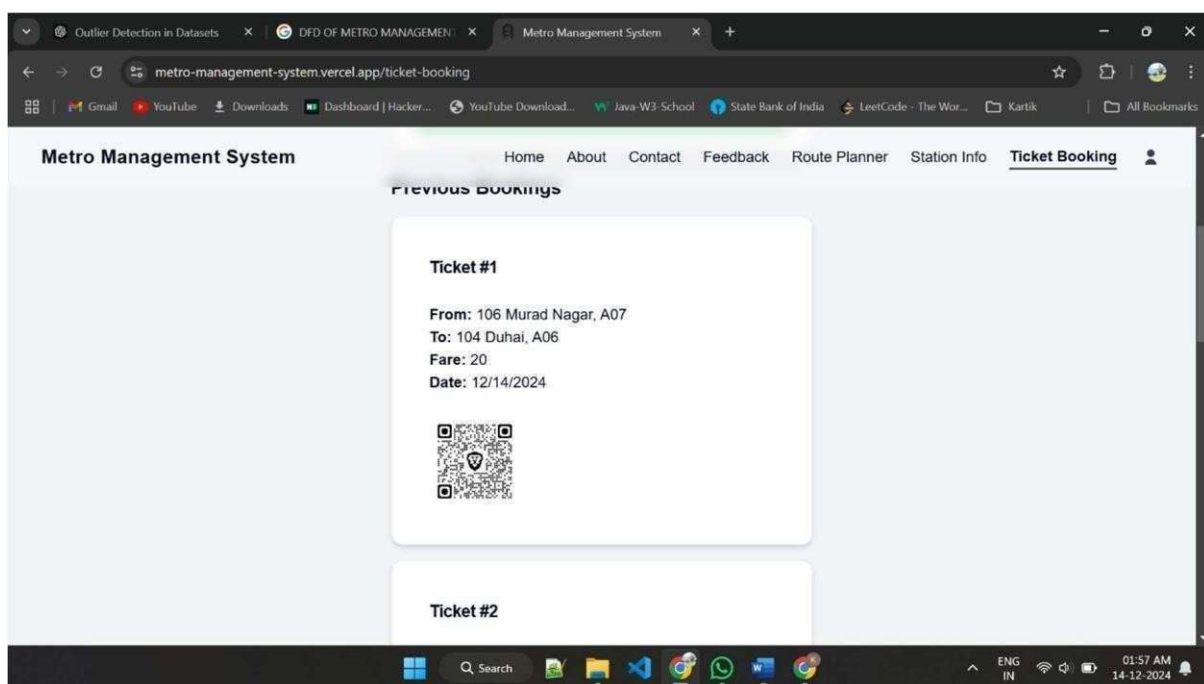 Outlier Detection in Datasets
DFD OF METRO MANAGEMENT
Metro Management System
metro-management-system.vercel.app/ticket-booking
Gmail
YouTube
Downloads
Dashboard | Hacker...
YouTube Download...
Java-W3-School
State Bank of India
LeetCode - The Wor...
Kartik
All Bookmarks
Metro Management System
Home
About
Contact
Feedback
Route Planner
Station Info
Ticket Booking
Previous Bookings
Ticket #1
From: 106 Murad Nagar, A07
To: 104 Duhai, A06
Fare: 20
Date: 12/14/2024
Ticket #2
Search
ENG
IN
01:57 AM
14-12-2024